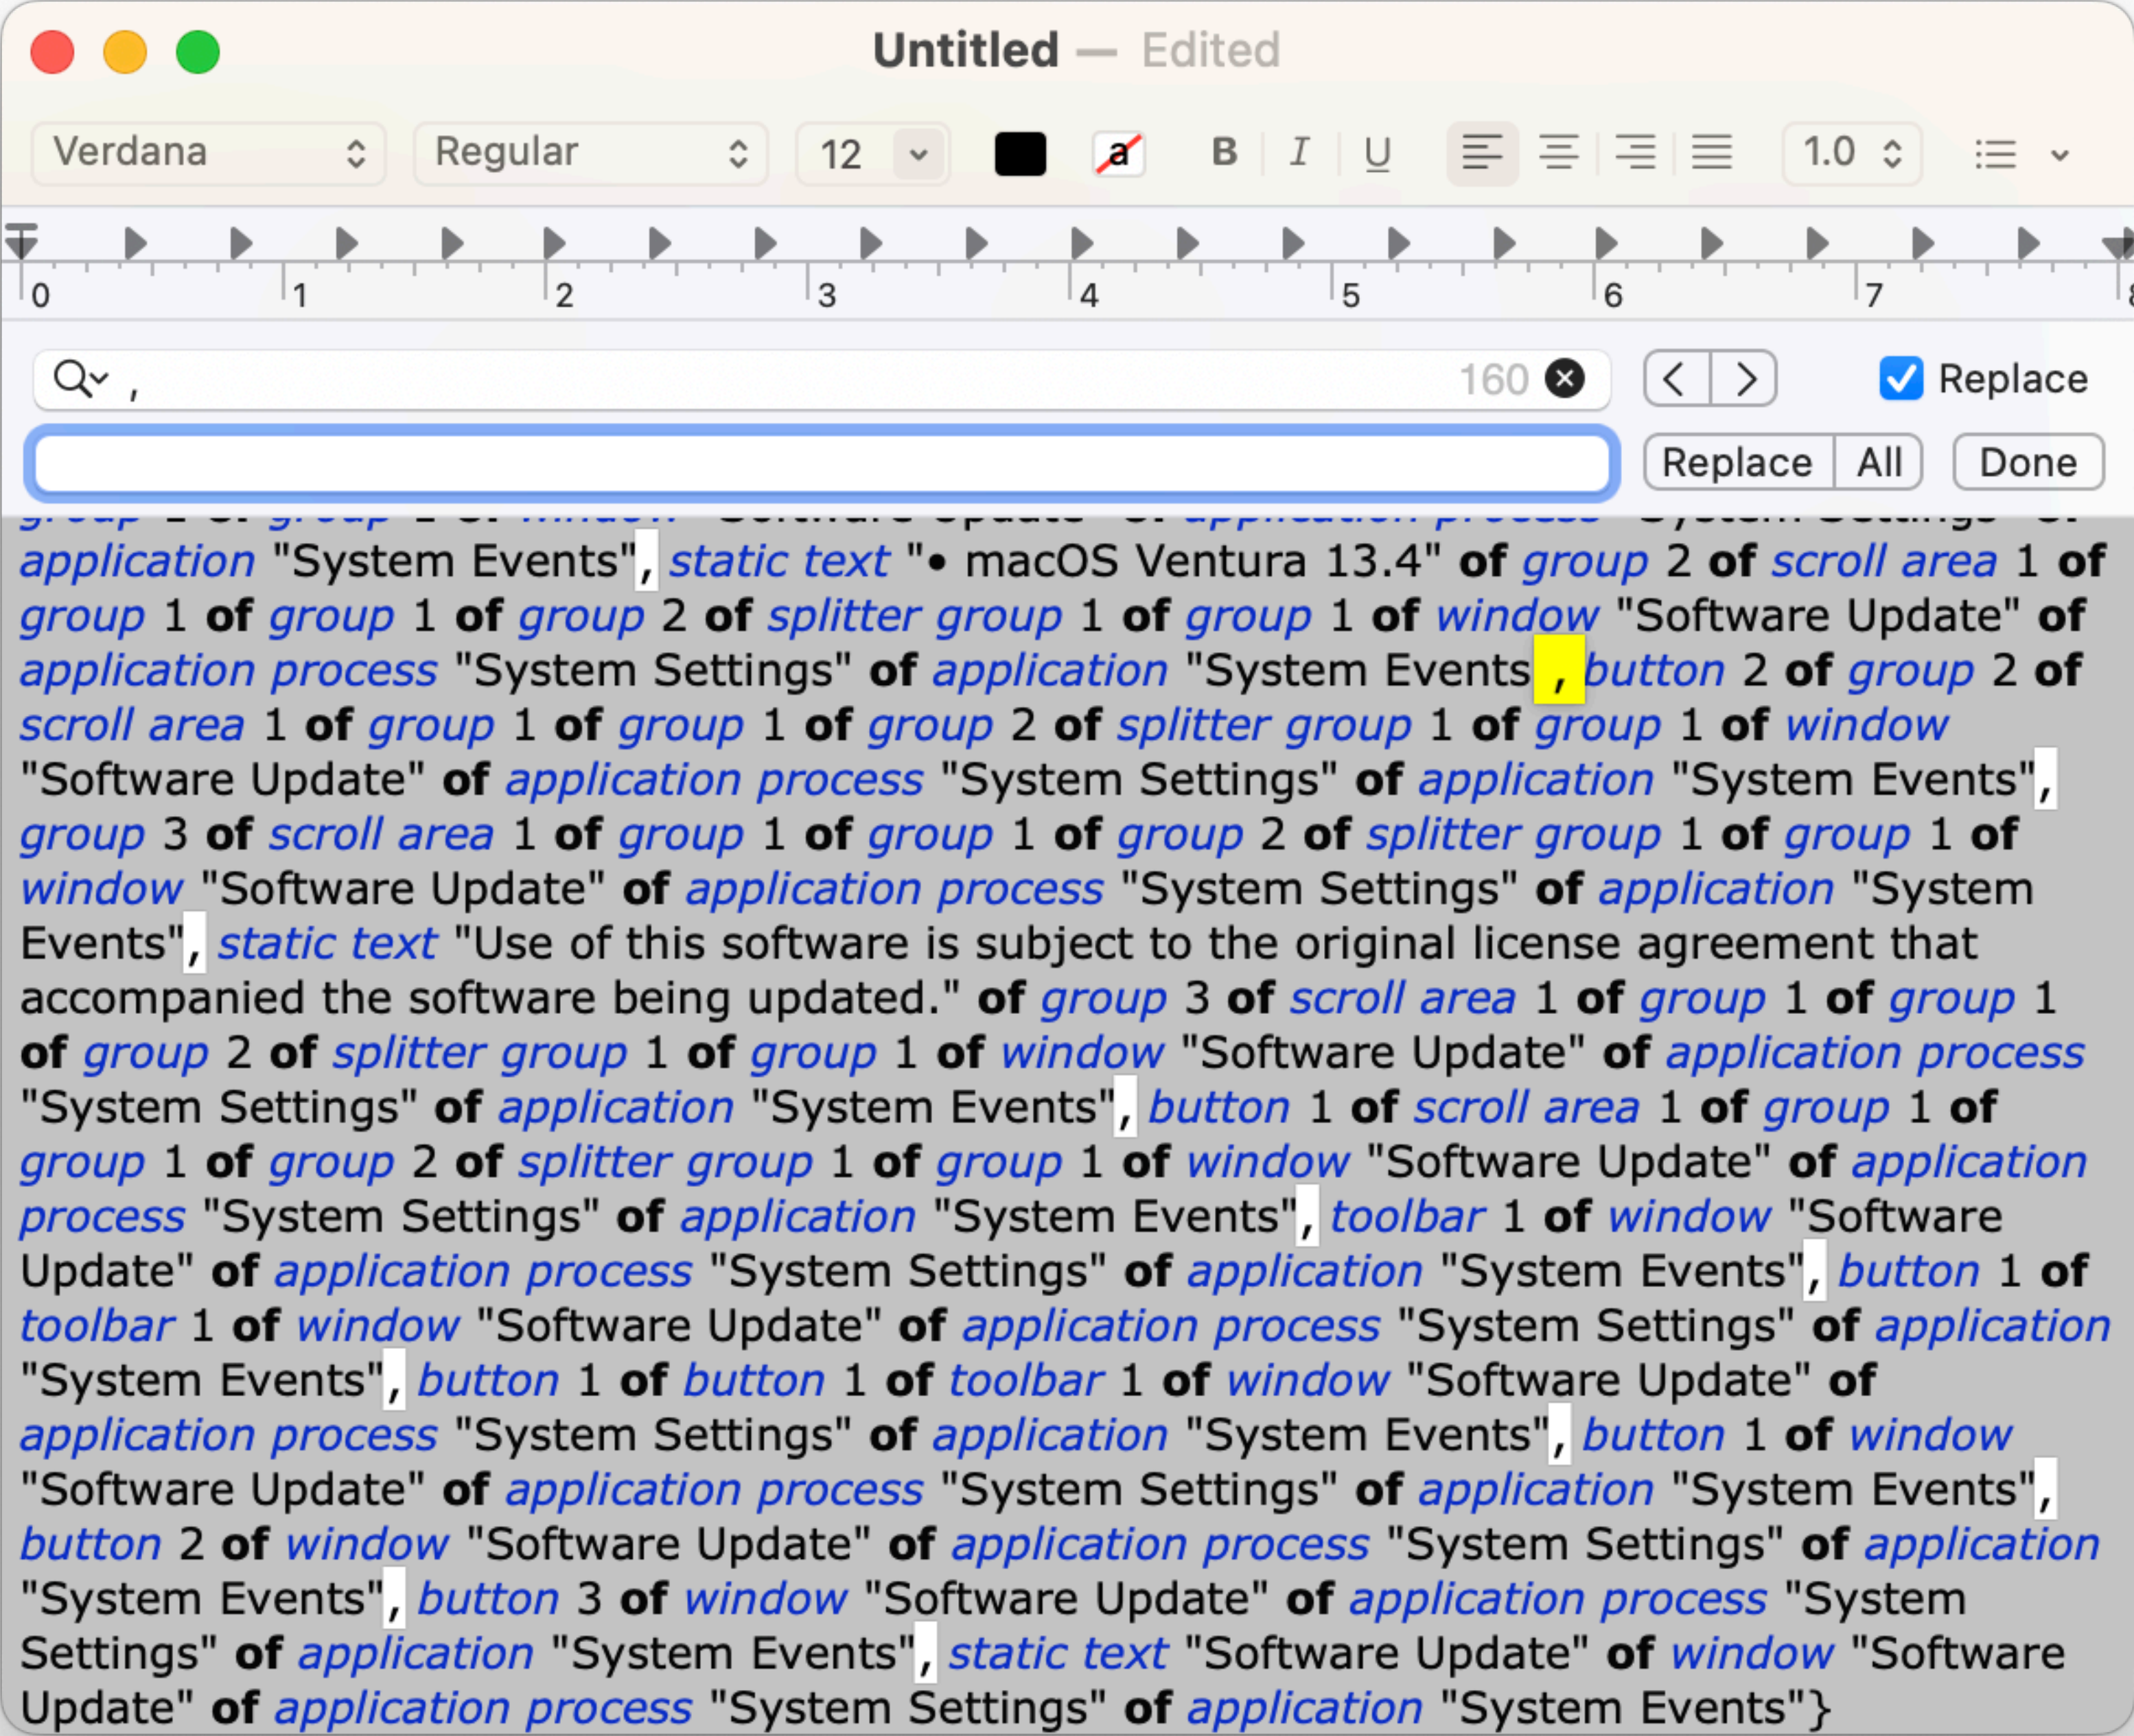 Untitled — Edited
Verdana Regular 12 a B I U 1.0
0 1 2 3 4 5 6 7 8
, 160 Replace
Replace All Done
group 1 of group 1 of window "Software Update" of application process "System Settings" of
application "System Events", static text "• macOS Ventura 13.4" of group 2 of scroll area 1 of
group 1 of group 1 of group 2 of splitter group 1 of group 1 of window "Software Update" of
application process "System Settings" of application "System Events , button 2 of group 2 of
scroll area 1 of group 1 of group 1 of group 2 of splitter group 1 of group 1 of window
"Software Update" of application process "System Settings" of application "System Events",
group 3 of scroll area 1 of group 1 of group 1 of group 2 of splitter group 1 of group 1 of
window "Software Update" of application process "System Settings" of application "System
Events", static text "Use of this software is subject to the original license agreement that
accompanied the software being updated." of group 3 of scroll area 1 of group 1 of group 1
of group 2 of splitter group 1 of group 1 of window "Software Update" of application process
"System Settings" of application "System Events", button 1 of scroll area 1 of group 1 of
group 1 of group 2 of splitter group 1 of group 1 of window "Software Update" of application
process "System Settings" of application "System Events", toolbar 1 of window "Software
Update" of application process "System Settings" of application "System Events", button 1 of
toolbar 1 of window "Software Update" of application process "System Settings" of application
"System Events", button 1 of button 1 of toolbar 1 of window "Software Update" of
application process "System Settings" of application "System Events", button 1 of window
"Software Update" of application process "System Settings" of application "System Events",
button 2 of window "Software Update" of application process "System Settings" of application
"System Events", button 3 of window "Software Update" of application process "System
Settings" of application "System Events", static text "Software Update" of window "Software
Update" of application process "System Settings" of application "System Events"}